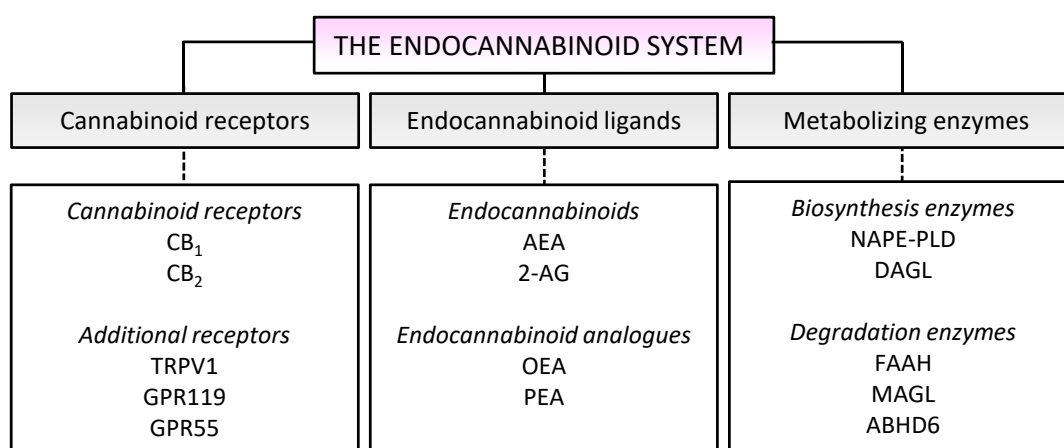 THE ENDOCANNABINOID SYSTEM
Cannabinoid receptors
Endocannabinoid ligands
Metabolizing enzymes
Cannabinoid receptors
CB₁
CB₂
Additional receptors
TRPV1
GPR119
GPR55
Endocannabinoids
AEA
2-AG
Endocannabinoid analogues
OEA
PEA
Biosynthesis enzymes
NAPE-PLD
DAGL
Degradation enzymes
FAAH
MAGL
ABHD6